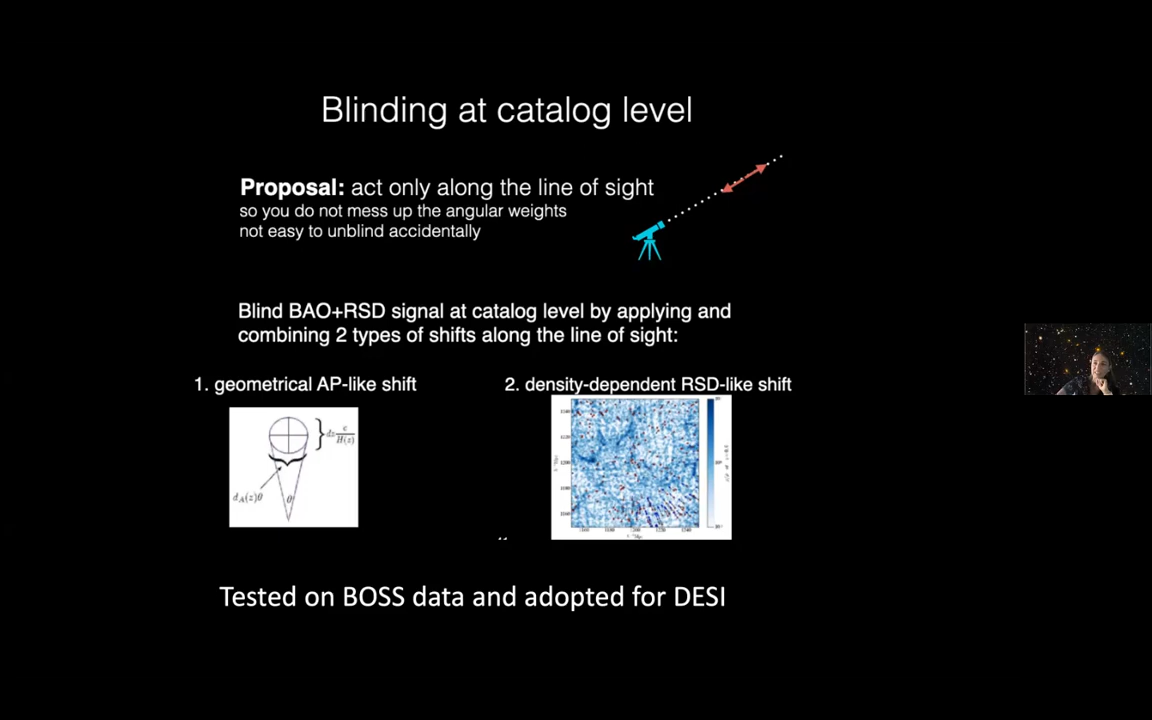 Blinding at catalog level
Proposal: act only along the line of sight
so you do not mess up the angular weights
not easy to unblind accidentally
Blind BAO+RSD signal at catalog level by applying and
combining 2 types of shifts along the line of sight:
1. geometrical AP-like shift
2. density-dependent RSD-like shift
dz c/H(z)
d_A(z)θ
θ
Tested on BOSS data and adopted for DESI